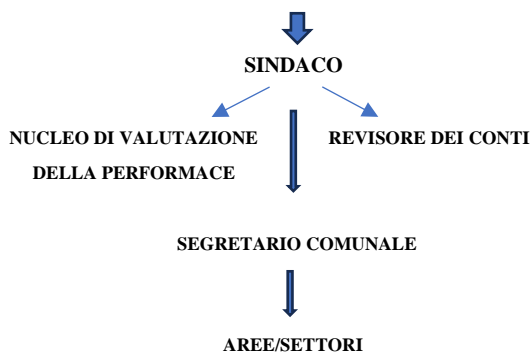 SINDACO
NUCLEO DI VALUTAZIONE
DELLA PERFORMACE
REVISORE DEI CONTI
SEGRETARIO COMUNALE
AREE/SETTORI